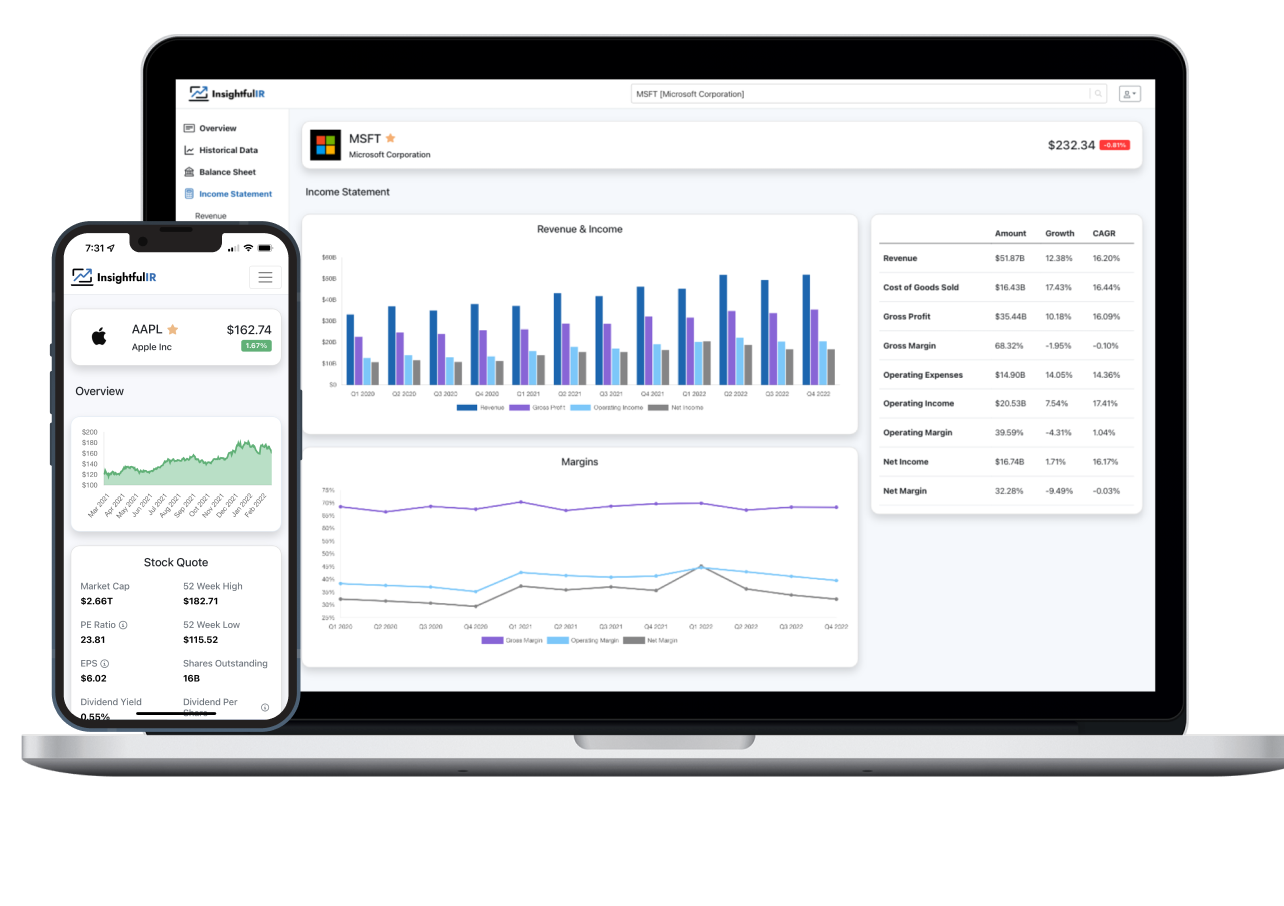 InsightfulIR
MSFT [Microsoft Corporation]
Overview
Historical Data
Balance Sheet
Income Statement
Revenue
MSFT
Microsoft Corporation
$232.34
-0.81%
Income Statement
Revenue & Income
$60B
$50B
$40B
$30B
$20B
$10B
$0
Q1 2020 Q2 2020 Q3 2020 Q4 2020 Q1 2021 Q2 2021 Q3 2021 Q4 2021 Q1 2022 Q2 2022 Q3 2022 Q4 2022
Revenue Gross Profit Operating Income Net Income
Margins
75%
70%
65%
60%
55%
50%
45%
40%
35%
30%
25%
Q1 2020 Q2 2020 Q3 2020 Q4 2020 Q1 2021 Q2 2021 Q3 2021 Q4 2021 Q1 2022 Q2 2022 Q3 2022 Q4 2022
Gross Margin Operating Margin Net Margin
Amount Growth CAGR
Revenue $51.87B 12.38% 16.20%
Cost of Goods Sold $16.43B 17.43% 16.44%
Gross Profit $35.44B 10.18% 16.09%
Gross Margin 68.32% -1.95% -0.10%
Operating Expenses $14.90B 14.05% 14.36%
Operating Income $20.53B 7.54% 17.41%
Operating Margin 39.59% -4.31% 1.04%
Net Income $16.74B 1.71% 16.17%
Net Margin 32.28% -9.49% -0.03%
7:31
InsightfulIR
AAPL
Apple Inc
$162.74
1.67%
Overview
$200
$180
$160
$140
$120
$100
Mar 2021 Apr 2021 May 2021 Jun 2021 Jul 2021 Aug 2021 Sep 2021 Oct 2021 Nov 2021 Dec 2021 Jan 2022 Feb 2022
Stock Quote
Market Cap 52 Week High
$2.66T $182.71
PE Ratio 52 Week Low
23.81 $115.52
EPS Shares Outstanding
$6.02 16B
Dividend Yield Dividend Per
0.55% Share